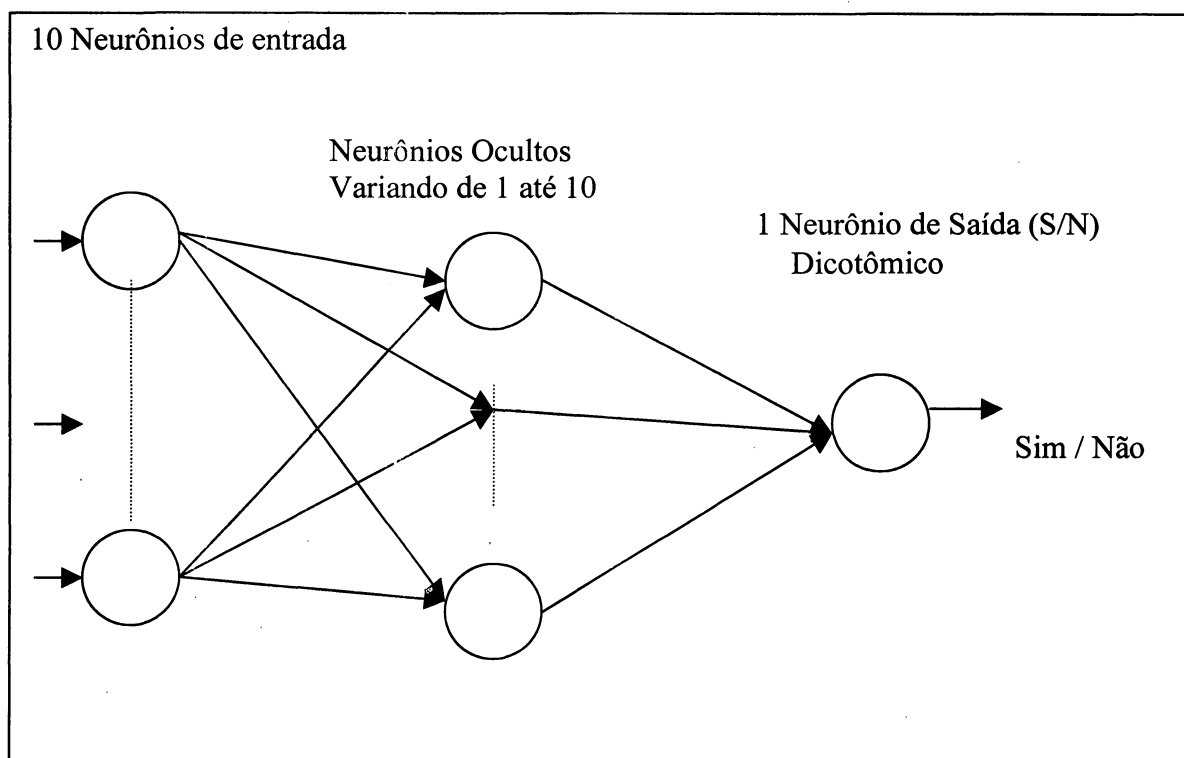 10 Neurônios de entrada
Neurônios Ocultos
Variando de 1 até 10
1 Neurônio de Saída (S/N)
Dicotômico
Sim / Não